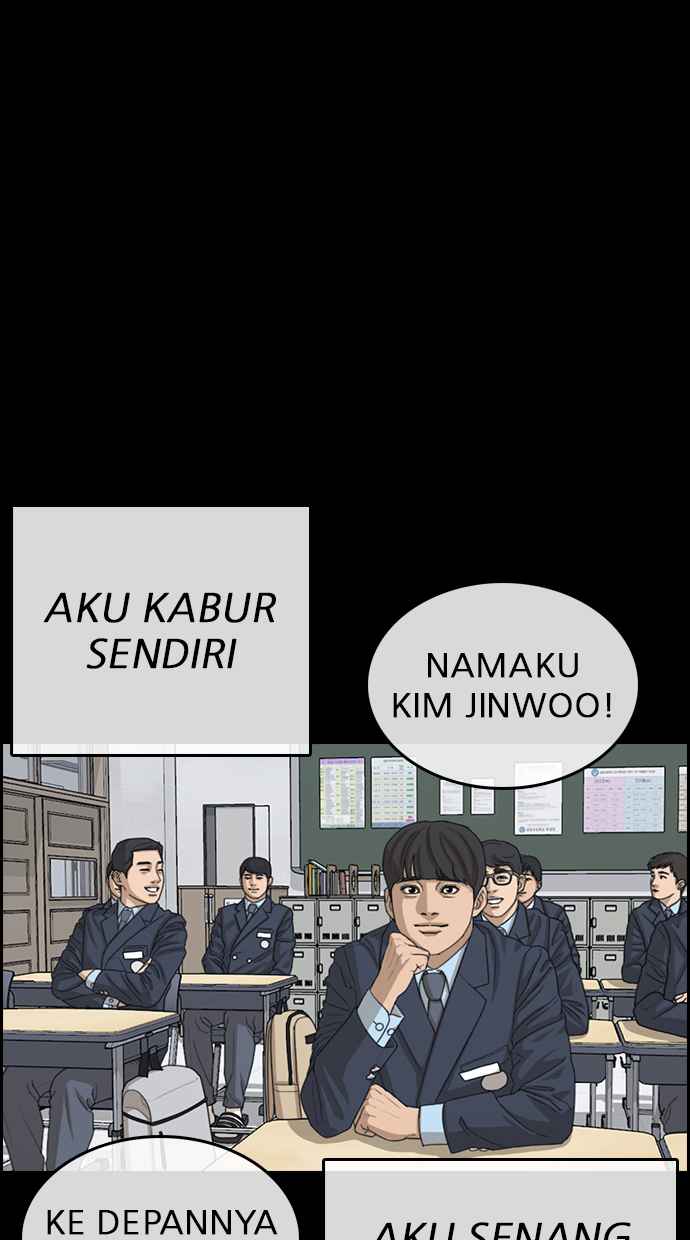 AKU KABUR
SENDIRI
NAMAKU
KIM JINWOO!
KE DEPANNYA
AKU SENANG